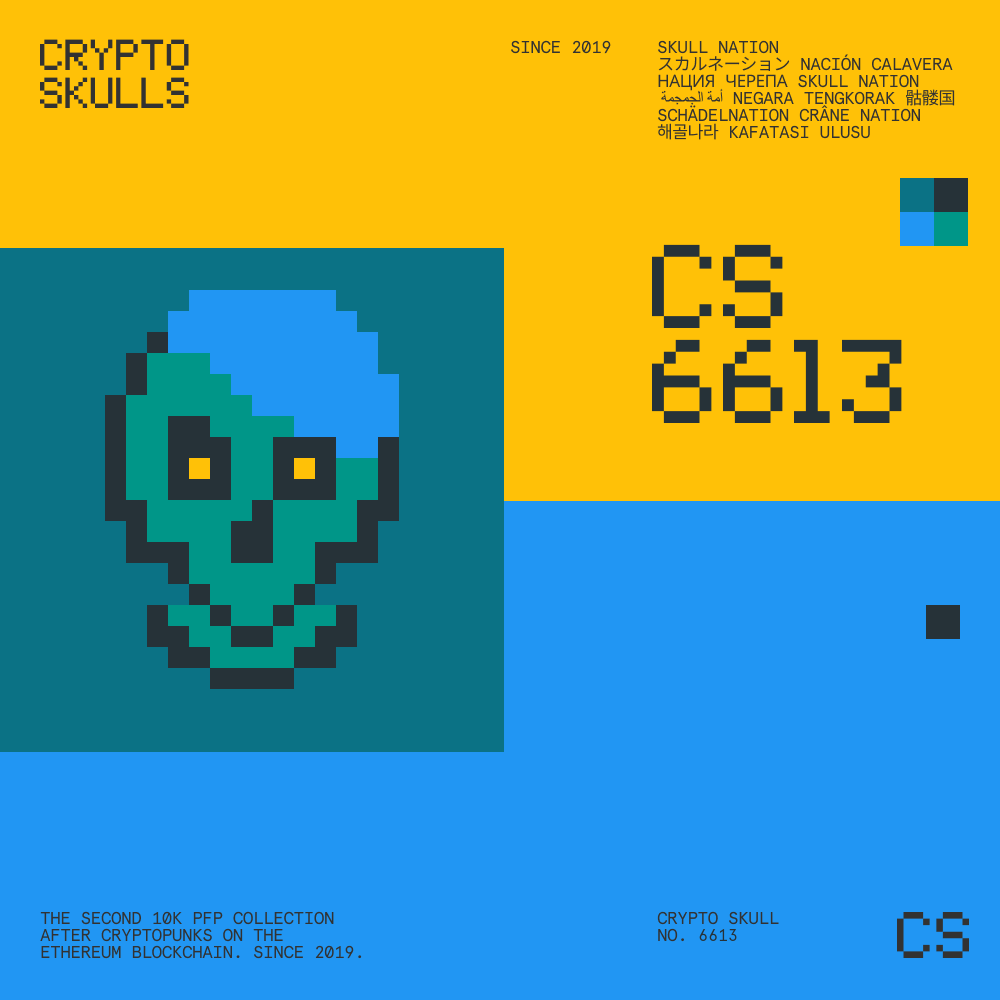 CRYPTO
SKULLS
SINCE 2019
SKULL NATION
スカルネーション NACIÓN CALAVERA
НАЦИЯ ЧЕРЕПА SKULL NATION
أمة الجمجمة NEGARA TENGKORAK 骷髅国
SCHÄDELNATION CRÂNE NATION
해골나라 KAFATASI ULUSU
CS
6613
THE SECOND 10K PFP COLLECTION
AFTER CRYPTOPUNKS ON THE
ETHEREUM BLOCKCHAIN. SINCE 2019.
CRYPTO SKULL
NO. 6613
CS